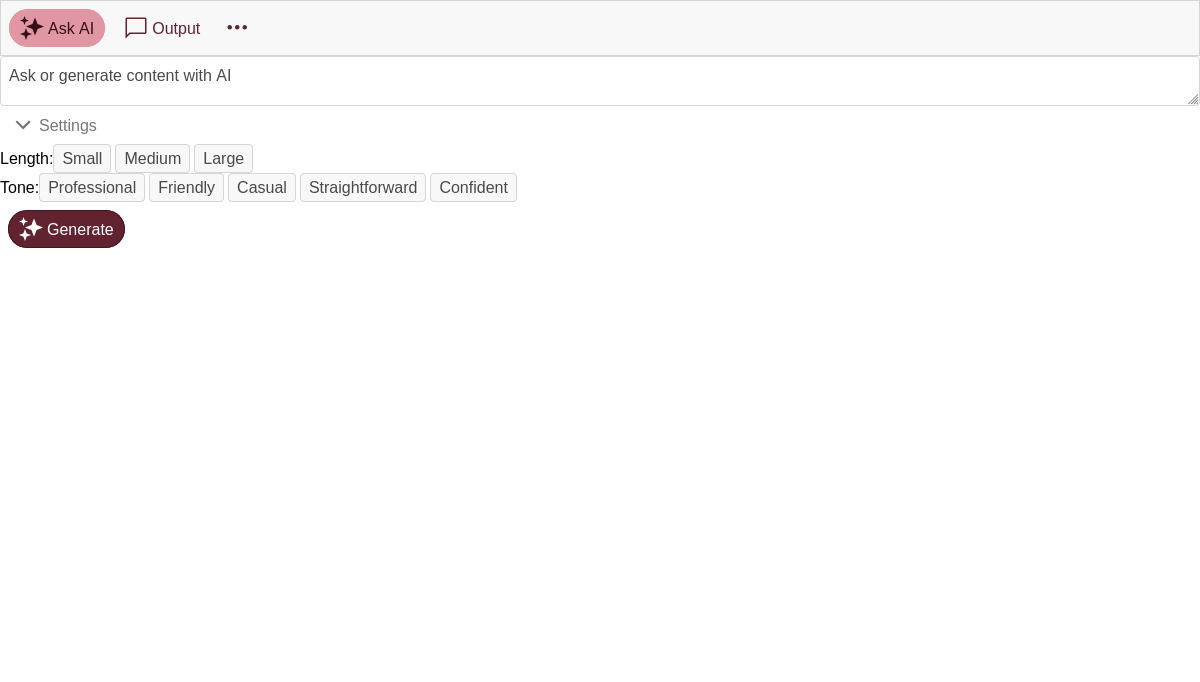 Ask AI Output
Ask or generate content with AI
Settings
Length: Small Medium Large
Tone: Professional Friendly Casual Straightforward Confident
Generate